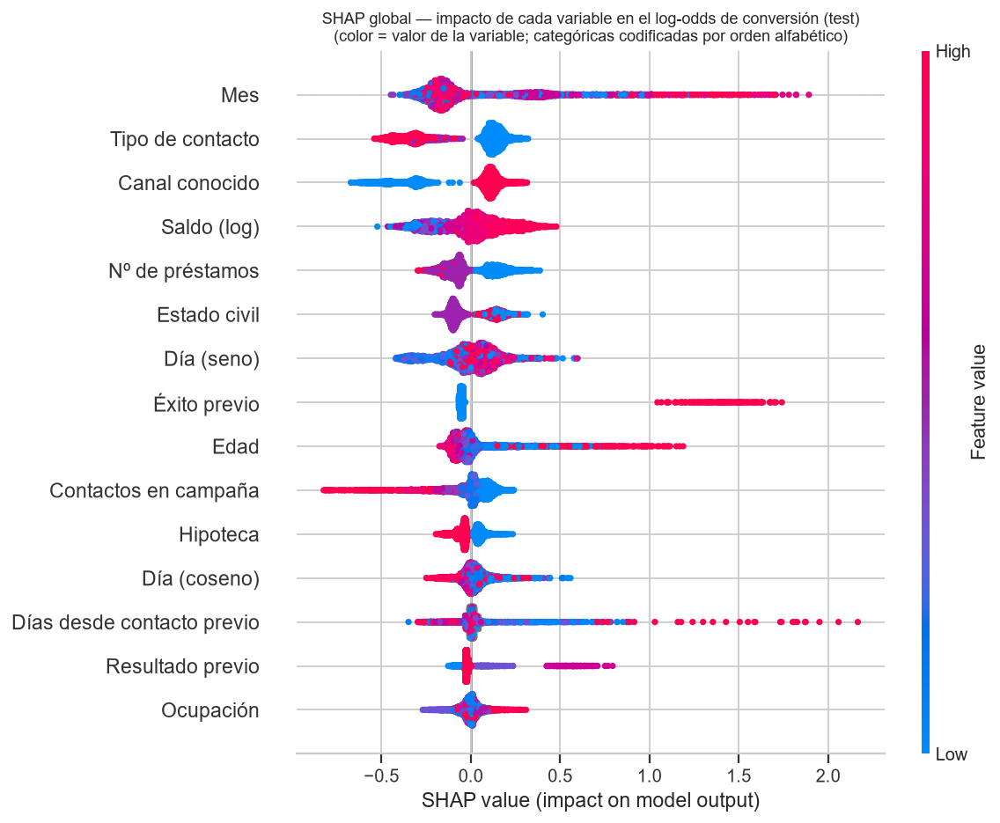 SHAP global — impacto de cada variable en el log-odds de conversión (test)
(color = valor de la variable; categóricas codificadas por orden alfabético)
High
Mes
Tipo de contacto
Canal conocido
Saldo (log)
Nº de préstamos
Estado civil
Día (seno)
Éxito previo
Edad
Contactos en campaña
Hipoteca
Día (coseno)
Días desde contacto previo
Resultado previo
Ocupación
Feature value
Low
−0.5 0.0 0.5 1.0 1.5 2.0
SHAP value (impact on model output)